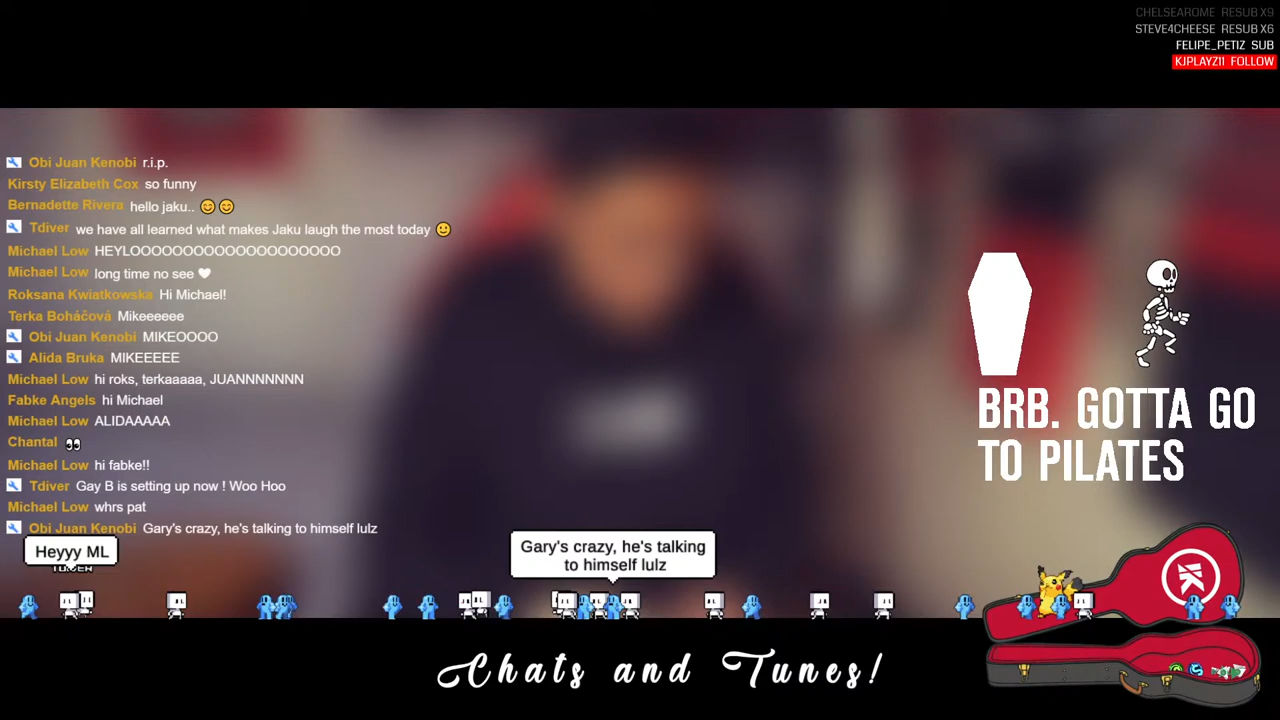 CHELSEAROME RESUB X9
STEVE4CHEESE RESUB X6
FELIPE_PETIZ SUB
KJPLAYZ11 FOLLOW
Obi Juan Kenobi r.i.p.
Kirsty Elizabeth Cox so funny
Bernadette Rivera hello jaku.. 😊 😊
Tdiver we have all learned what makes Jaku laugh the most today 🙂
Michael Low HEYLOOOOOOOOOOOOOOOOOOOO
Michael Low long time no see ♥
Roksana Kwiatkowska Hi Michael!
Terka Boháčová Mikeeeeee
Obi Juan Kenobi MIKEOOOO
Alida Bruka MIKEEEEE
Michael Low hi roks, terkaaaaa, JUANNNNNNN
Fabke Angels hi Michael
Michael Low ALIDAAAAA
Chantal 👀
Michael Low hi fabke!!
Tdiver Gay B is setting up now ! Woo Hoo
Michael Low whrs pat
Obi Juan Kenobi Gary's crazy, he's talking to himself lulz
BRB. GOTTA GO
TO PILATES
Heyyy ML
Gary's crazy, he's talking
to himself lulz
Chats and Tunes!